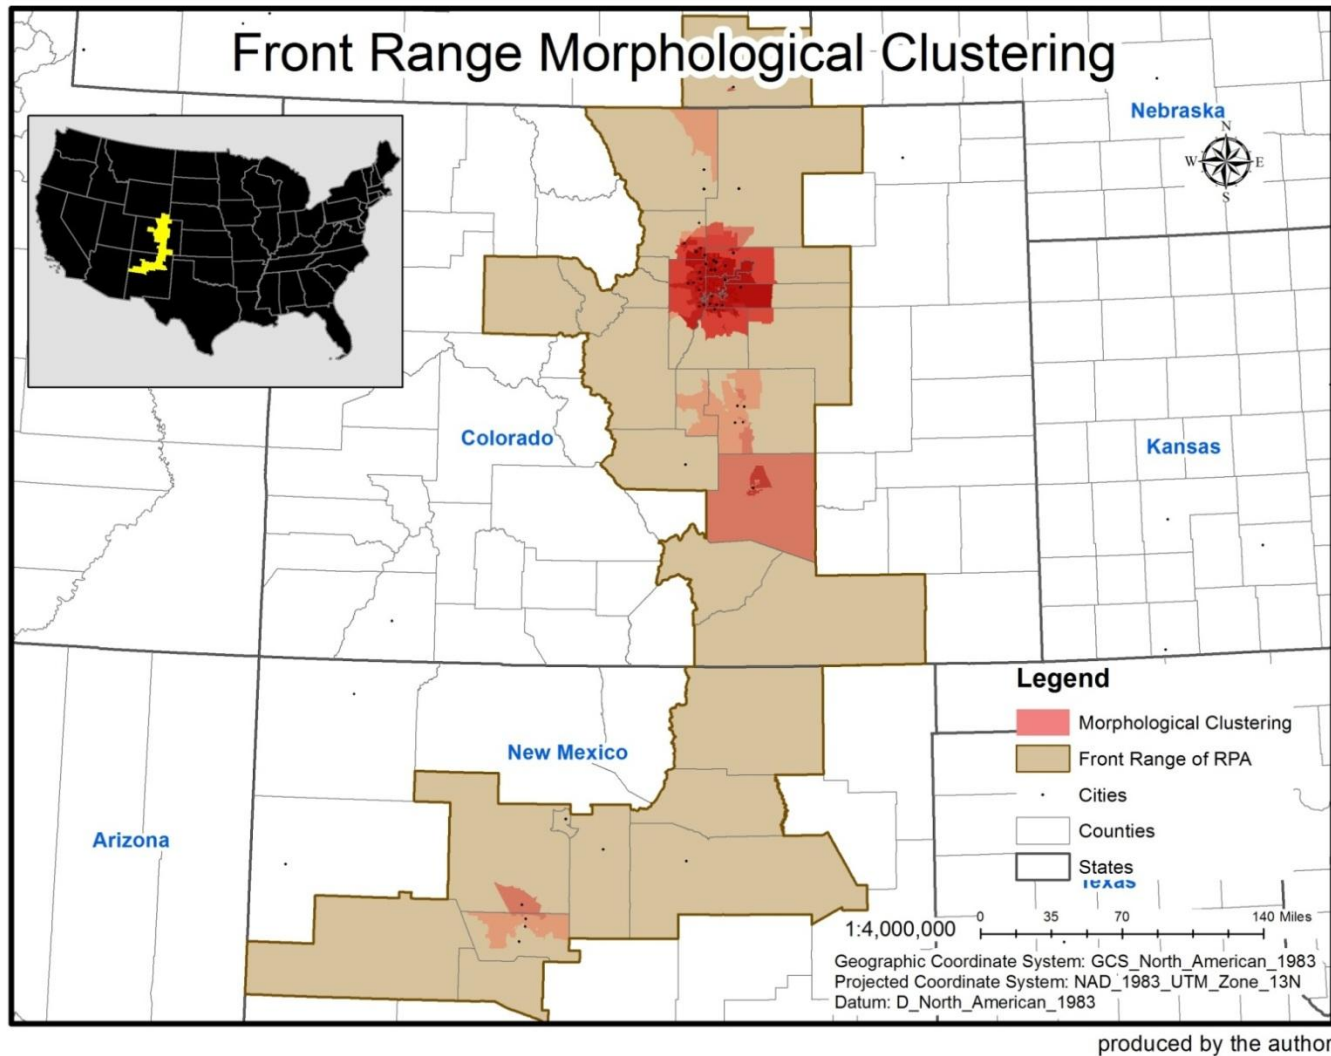 Front Range Morphological Clustering
Nebraska
N
W E
S
Colorado
Kansas
New Mexico
Arizona
Legend
Morphological Clustering
Front Range of RPA
Cities
Counties
States
Texas
1:4,000,000
0 35 70 140 Miles
Geographic Coordinate System: GCS_North_American_1983
Projected Coordinate System: NAD_1983_UTM_Zone_13N
Datum: D_North_American_1983
produced by the author